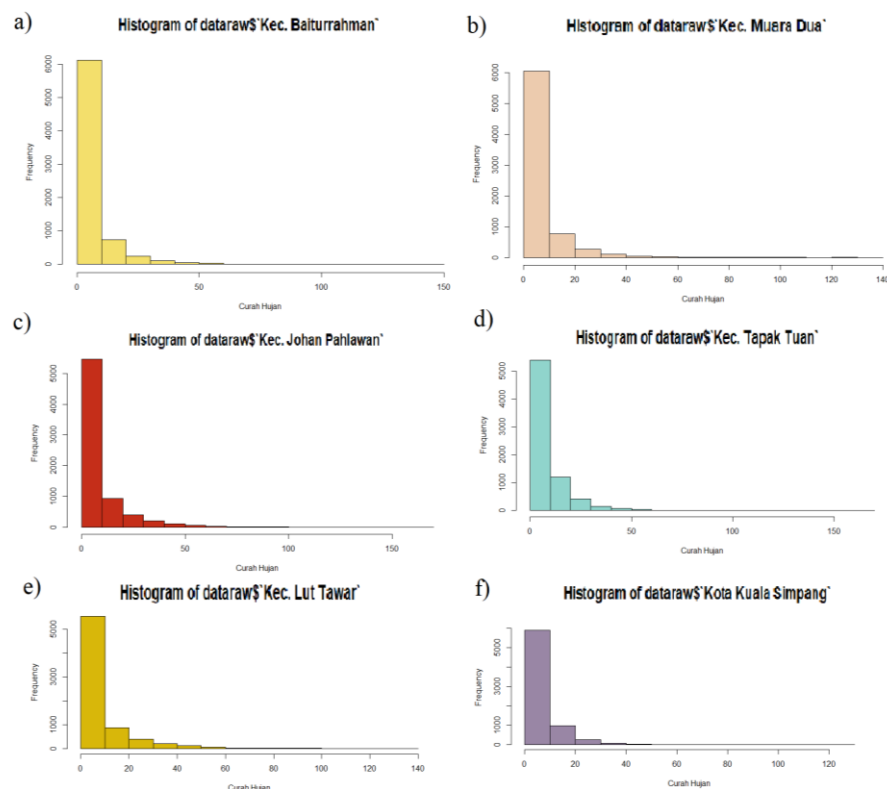 a)
Histogram of dataraw$`Kec. Baiturrahman`
Frequency
6000
5000
4000
3000
2000
1000
0
0 50 100 150
Curah Hujan
b)
Histogram of dataraw$`Kec. Muara Dua`
Frequency
6000
5000
4000
3000
2000
1000
0
0 20 40 60 80 100 120 140
Curah Hujan
c)
Histogram of dataraw$`Kec. Johan Pahlawan`
Frequency
5000
4000
3000
2000
1000
0
0 50 100 150
Curah Hujan
d)
Histogram of dataraw$`Kec. Tapak Tuan`
Frequency
5000
4000
3000
2000
1000
0
0 50 100 150
Curah Hujan
e)
Histogram of dataraw$`Kec. Lut Tawar`
Frequency
5000
3000
1000
0
0 20 40 60 80 100 120 140
Curah Hujan
f)
Histogram of dataraw$`Kota Kuala Simpang`
Frequency
5000
3000
1000
0
0 20 40 60 80 100 120
Curah Hujan